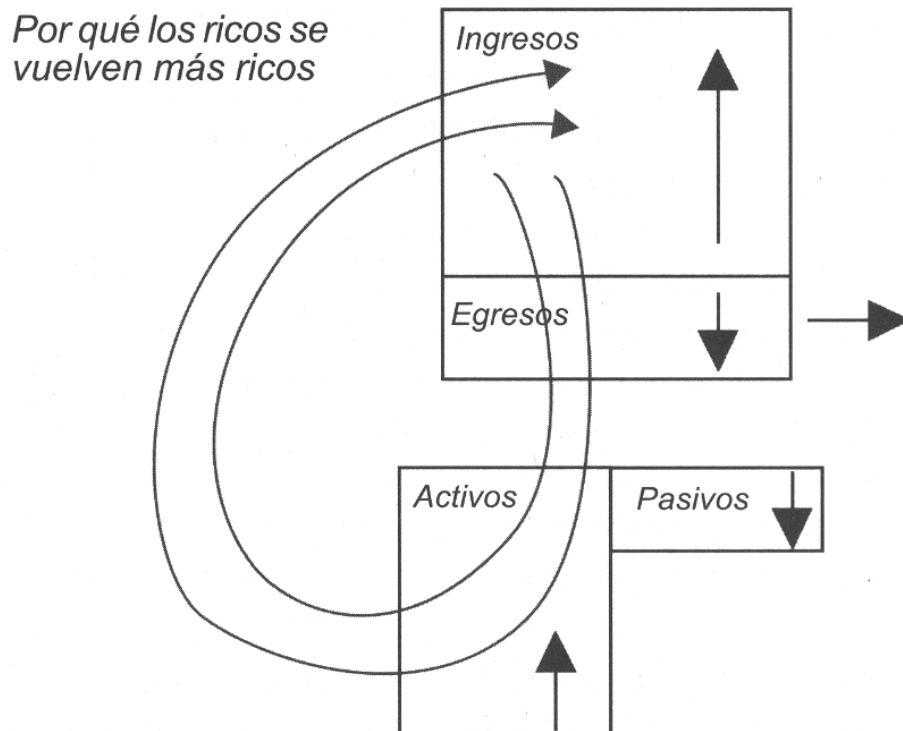 Por qué los ricos se
vuelven más ricos
Ingresos
Egresos
Activos
Pasivos